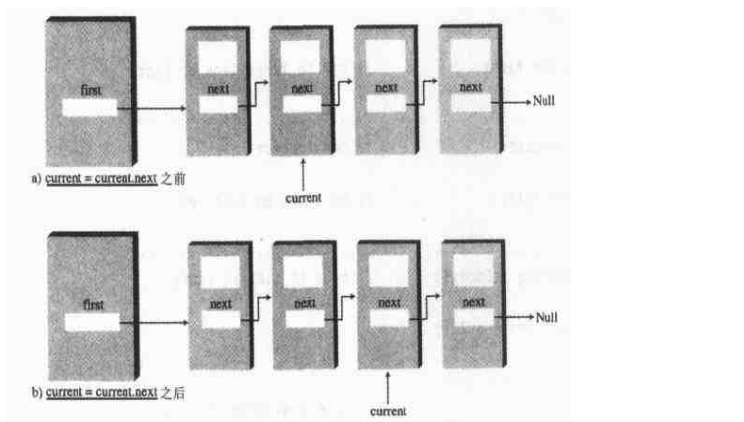 first
next
next
next
next
Null
a) current = current.next 之前
current
first
next
next
next
next
Null
b) current = current.next 之后
current